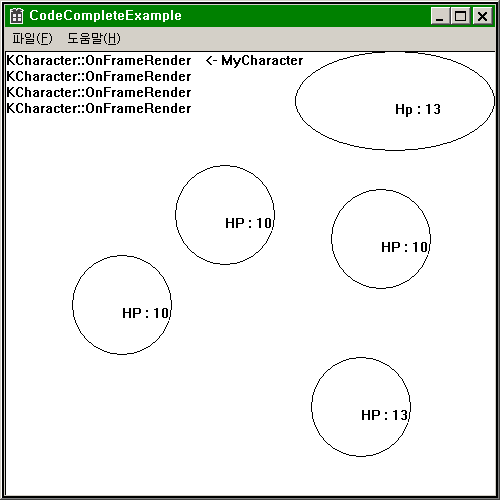 CodeCompleteExample
파일(F) 도움말(H)
KCharacter::OnFrameRender <- MyCharacter
KCharacter::OnFrameRender
KCharacter::OnFrameRender
KCharacter::OnFrameRender
Hp : 13
HP : 10
HP : 10
HP : 10
HP : 13